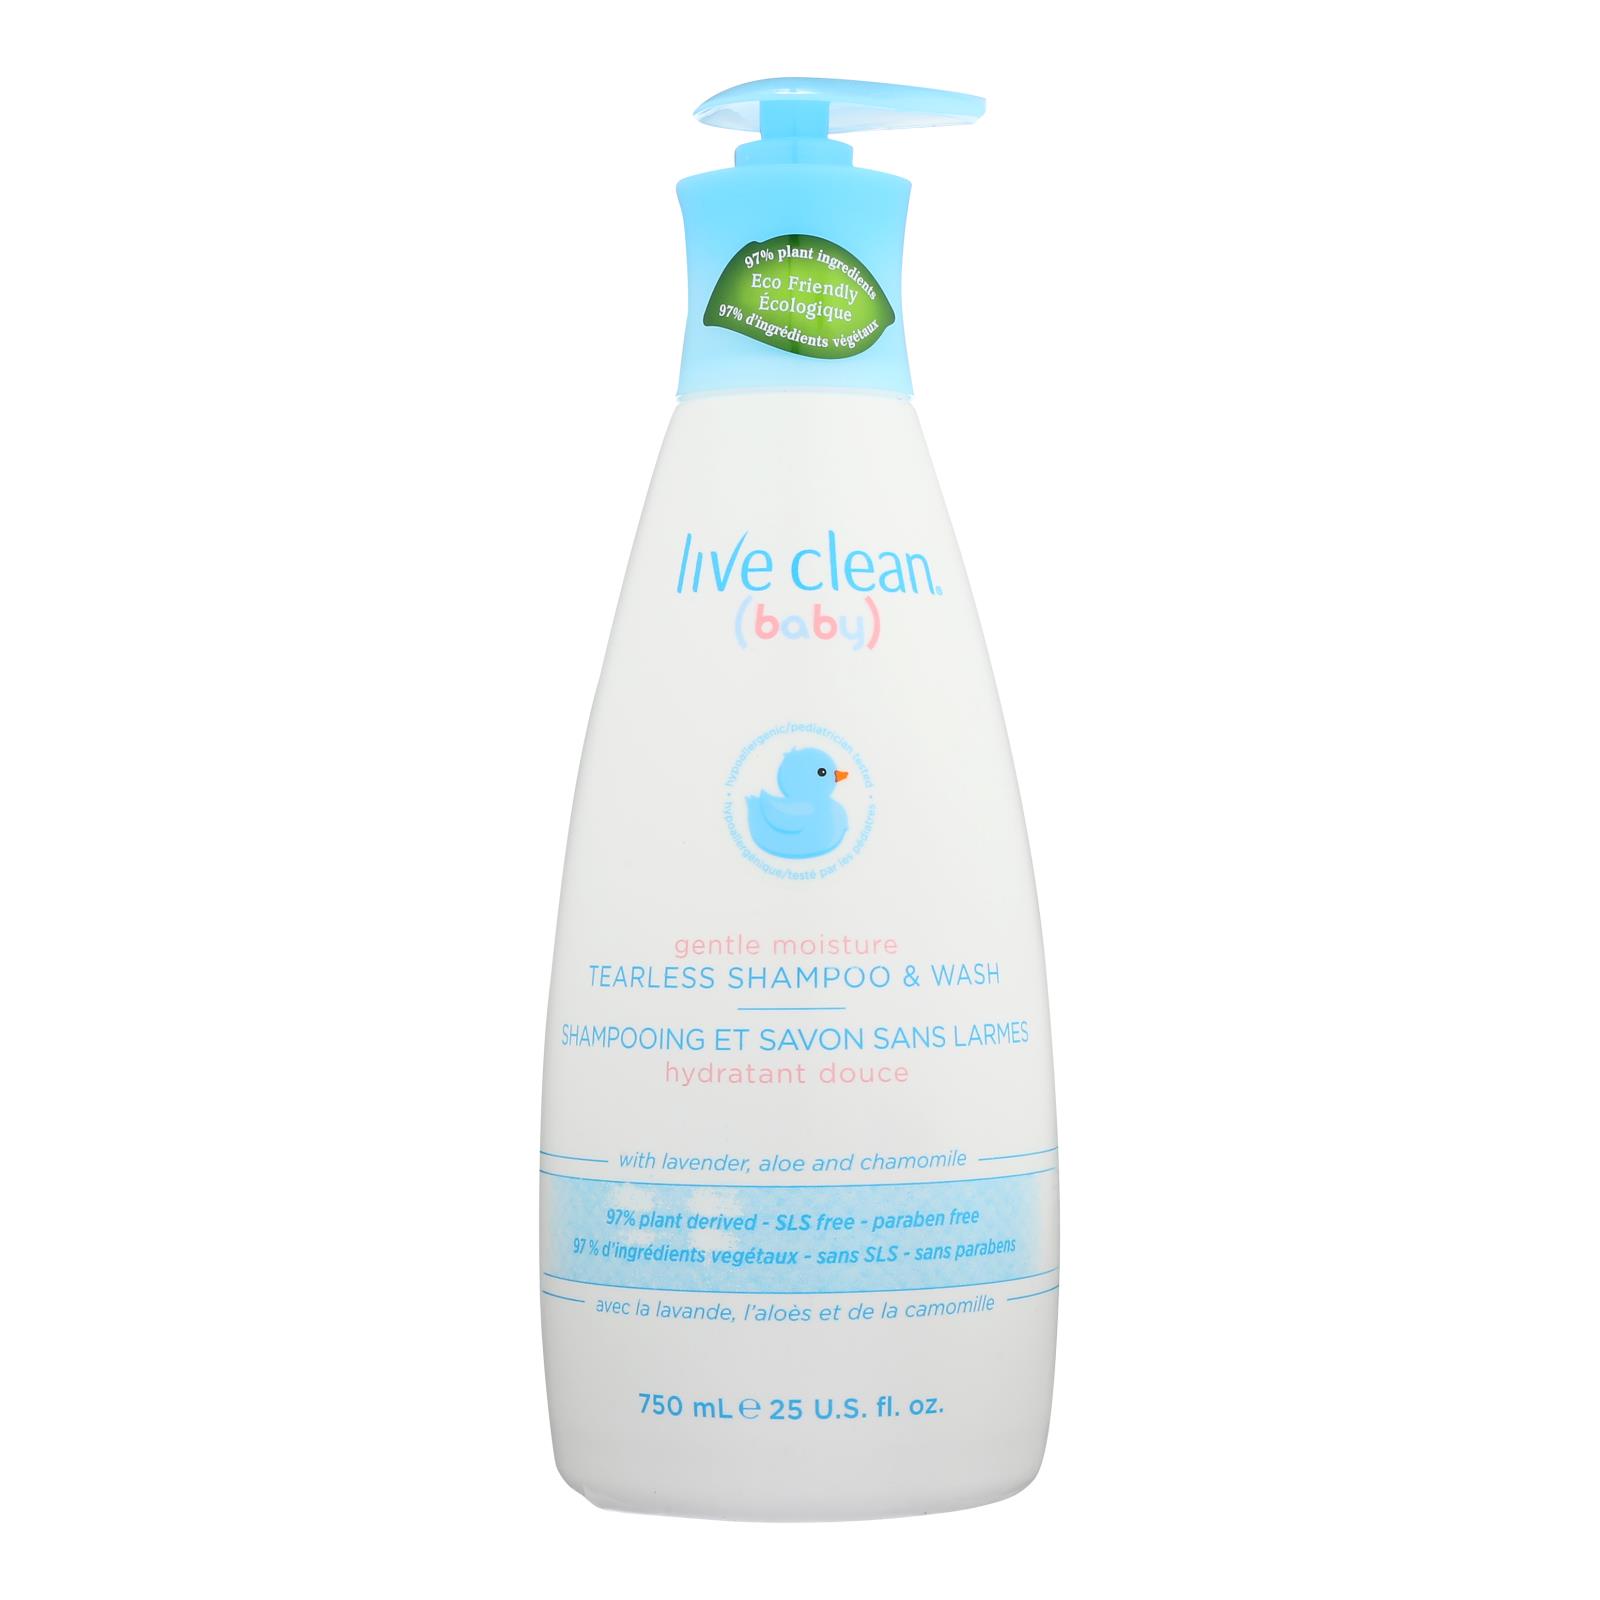 97% plant ingredients
Eco Friendly
Écologique
97% d'ingrédients végétaux
live clean®
(baby)
hypoallergenic/pediatrician tested •
hypoallergénique/testé par les pédiatres •
gentle moisture
TEARLESS SHAMPOO & WASH
SHAMPOOING ET SAVON SANS LARMES
hydratant douce
with lavender, aloe and chamomile
97% plant derived - SLS free - paraben free
97 % d'ingrédients vegétaux - sans SLS - sans parabens
avec la lavande, l'aloès et de la camomille
750 mL ℮ 25 U.S. fl. oz.